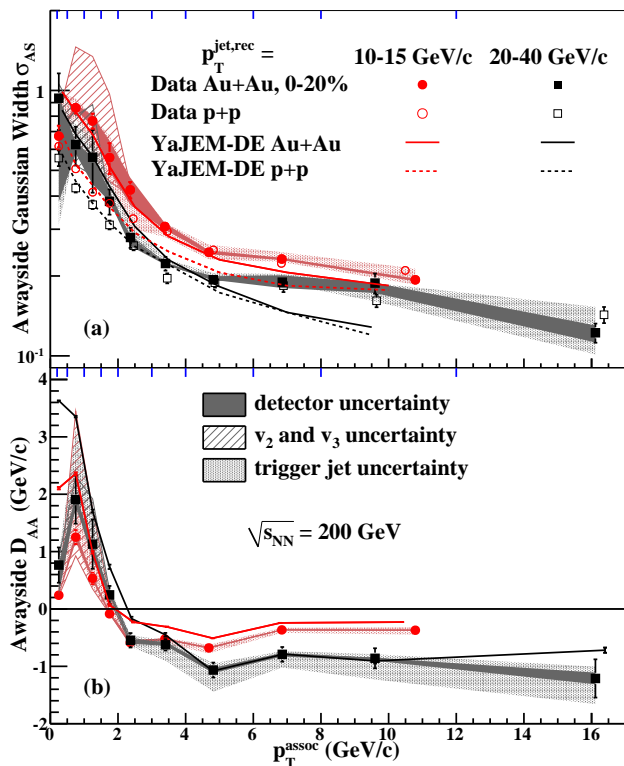 p_T^{jet,rec} = 10-15 GeV/c 20-40 GeV/c
Data Au+Au, 0-20%
Data p+p
YaJEM-DE Au+Au
YaJEM-DE p+p
Awayside Gaussian Width σ_AS
1
10^{-1}
(a)
detector uncertainty
v_2 and v_3 uncertainty
trigger jet uncertainty
√s_NN = 200 GeV
Awayside D_AA (GeV/c)
4
3
2
1
0
-1
-2
(b)
0 2 4 6 8 10 12 14 16
p_T^{assoc} (GeV/c)